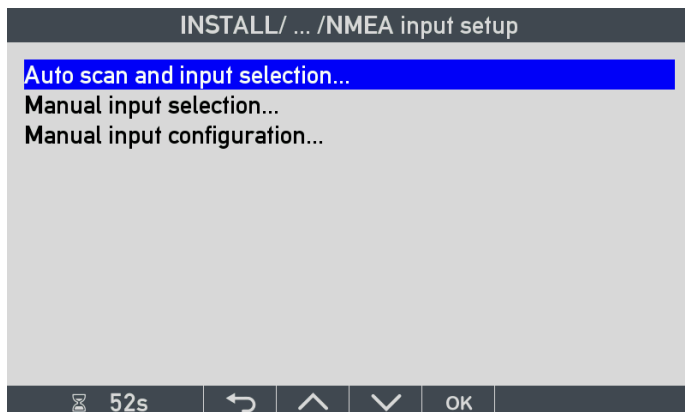 INSTALL/ ... /NMEA input setup
Auto scan and input selection...
Manual input selection...
Manual input configuration...
52s OK